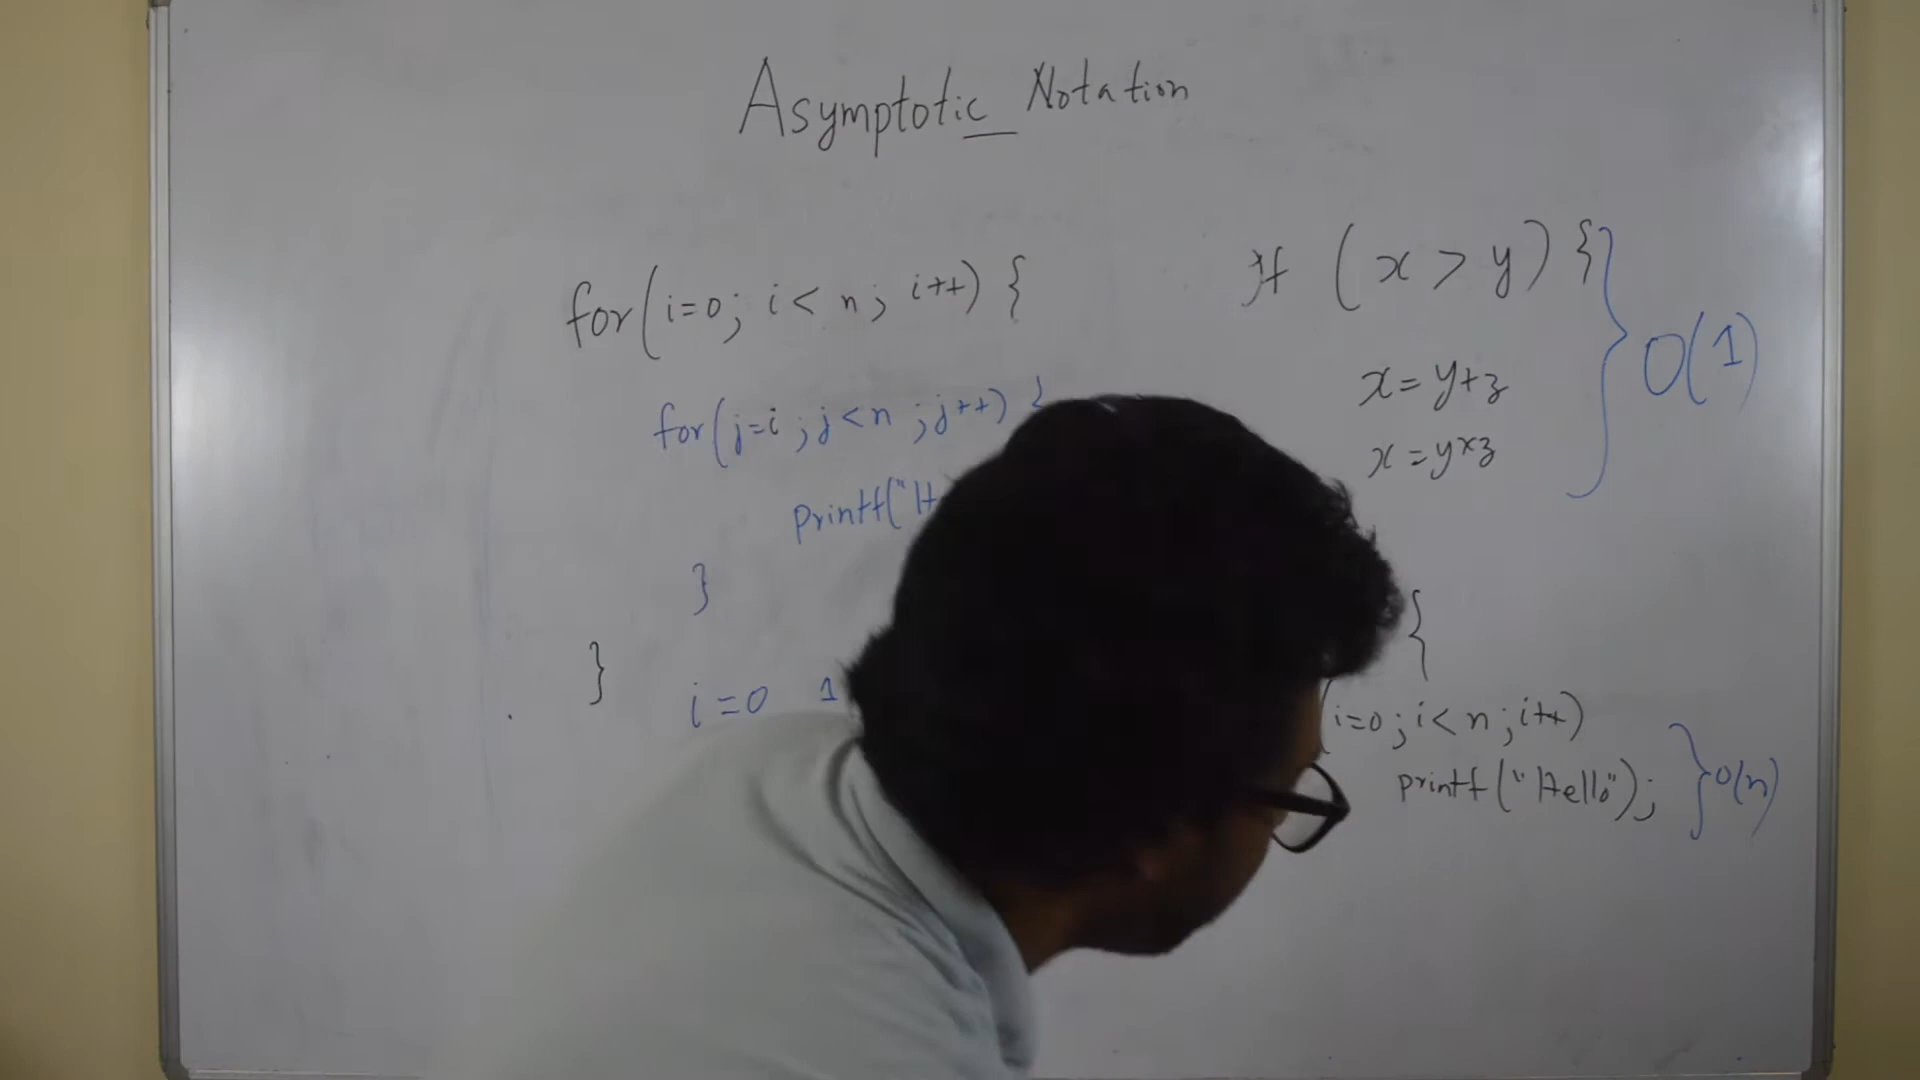 Asymptotic Notation
for(i=0; i < n; i++) {
for(j=i ; j < n ; j++) {
printf("H
}
}
i = 0 1
if (x > y) {
x = y+z
x = y×z
} O(1)
{
(i=0 ; i < n ; i++)
printf ("Hello");
} O(n)